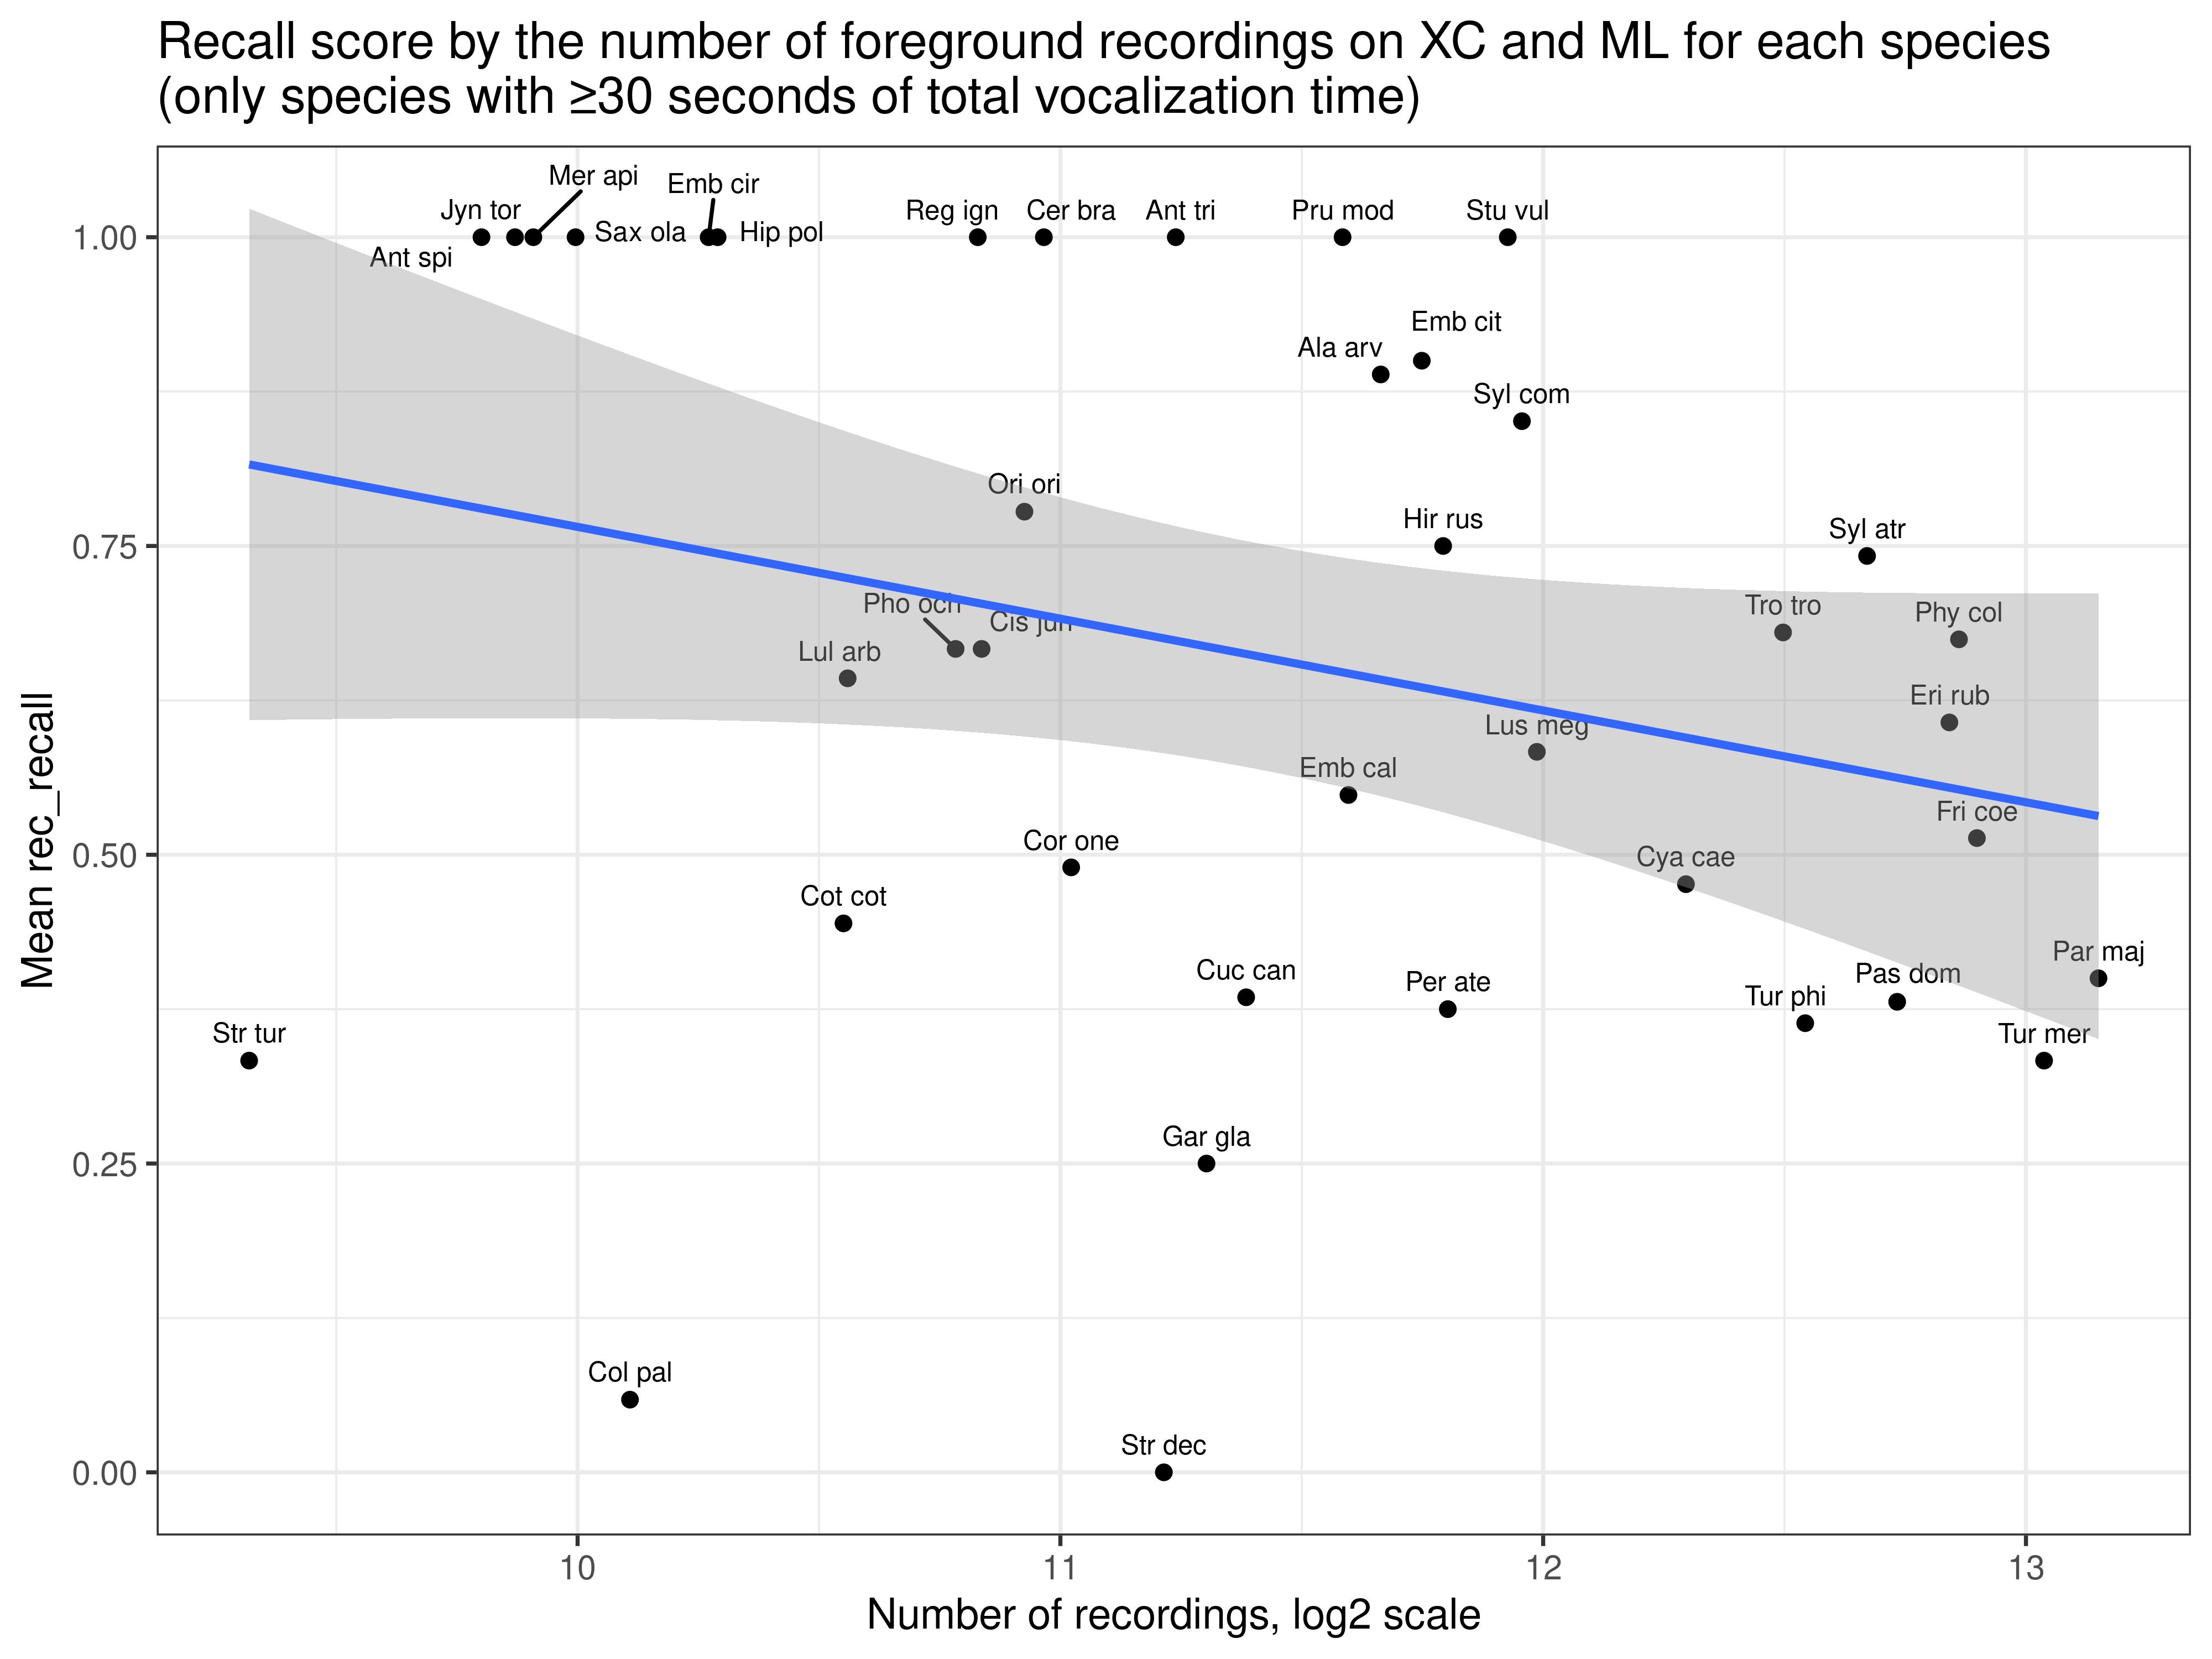 Recall score by the number of foreground recordings on XC and ML for each species
(only species with ≥30 seconds of total vocalization time)
Mer api
Emb cir
Jyn tor
Reg ign
Cer bra
Ant tri
Pru mod
Stu vul
1.00
Sax ola
Hip pol
Ant spi
Emb cit
Ala arv
Syl com
Ori ori
Hir rus
Syl atr
0.75
Pho och
Tro tro
Phy col
Cis jun
Lul arb
Eri rub
Lus meg
Emb cal
Fri coe
Cor one
0.50
Cya cae
Cot cot
Par maj
Cuc can
Pas dom
Per ate
Tur phi
Str tur
Tur mer
Gar gla
0.25
Col pal
Str dec
0.00
Mean rec_recall
10
11
12
13
Number of recordings, log2 scale